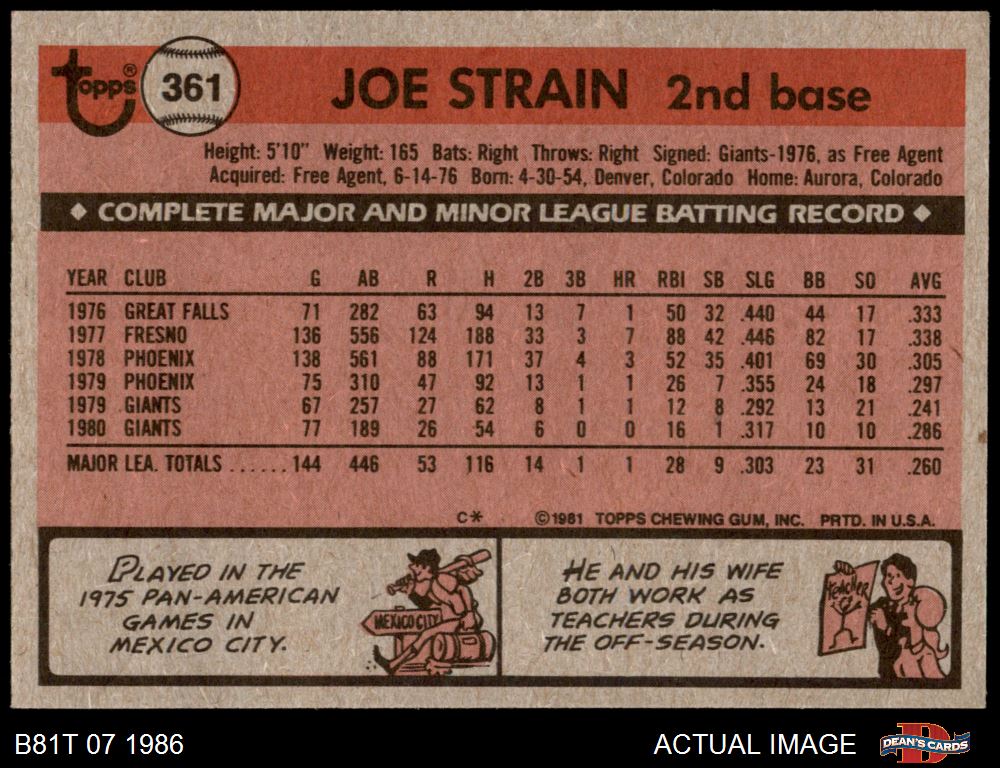 Topps® 361 JOE STRAIN 2nd base
Height: 5'10" Weight: 165 Bats: Right Throws: Right Signed: Giants-1976, as Free Agent
Acquired: Free Agent, 6-14-76 Born: 4-30-54, Denver, Colorado Home: Aurora, Colorado
◆ COMPLETE MAJOR AND MINOR LEAGUE BATTING RECORD ◆
YEAR CLUB G AB R H 2B 3B HR RBI SB SLG BB SO AVG
1976 GREAT FALLS 71 282 63 94 13 7 1 50 32 .440 44 17 .333
1977 FRESNO 136 556 124 188 33 3 7 88 42 .446 82 17 .338
1978 PHOENIX 138 561 88 171 37 4 3 52 35 .401 69 30 .305
1979 PHOENIX 75 310 47 92 13 1 1 26 7 .355 24 18 .297
1979 GIANTS 67 257 27 62 8 1 1 12 8 .292 13 21 .241
1980 GIANTS 77 189 26 54 6 0 0 16 1 .317 10 10 .286
MAJOR LEA. TOTALS ...... 144 446 53 116 14 1 1 28 9 .303 23 31 .260
C* ©1981 TOPPS CHEWING GUM, INC. PRTD. IN U.S.A.
PLAYED IN THE
1975 PAN-AMERICAN
GAMES IN
MEXICO CITY.
MEXICO CITY
HE AND HIS WIFE
BOTH WORK AS
TEACHERS DURING
THE OFF-SEASON.
TEACHER
B81T 07 1986 ACTUAL IMAGE DEAN'S CARDS